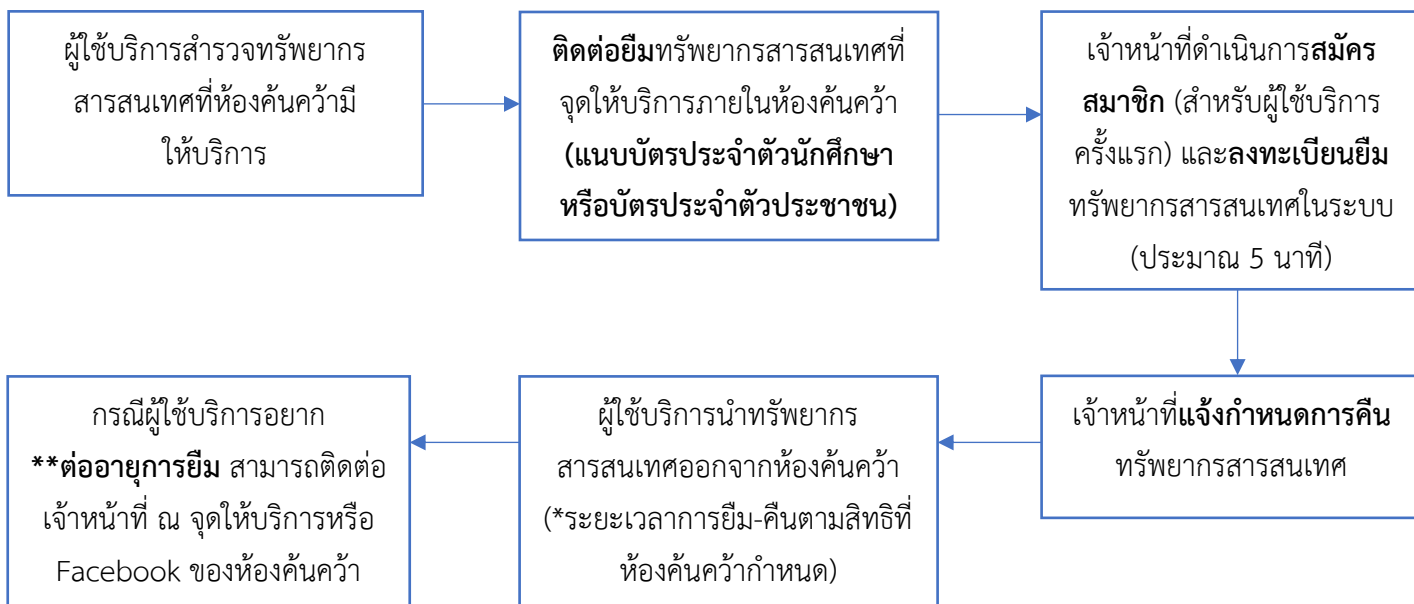 ผู้ใช้บริการสำรวจทรัพยากร
สารสนเทศที่ห้องค้นคว้ามี
ให้บริการ
ติดต่อยืมทรัพยากรสารสนเทศที่
จุดให้บริการภายในห้องค้นคว้า
(แนบบัตรประจำตัวนักศึกษา
หรือบัตรประจำตัวประชาชน)
เจ้าหน้าที่ดำเนินการสมัคร
สมาชิก (สำหรับผู้ใช้บริการ
ครั้งแรก) และลงทะเบียนยืม
ทรัพยากรสารสนเทศในระบบ
(ประมาณ 5 นาที)
เจ้าหน้าที่แจ้งกำหนดการคืน
ทรัพยากรสารสนเทศ
ผู้ใช้บริการนำทรัพยากร
สารสนเทศออกจากห้องค้นคว้า
(*ระยะเวลาการยืม-คืนตามสิทธิที่
ห้องค้นคว้ากำหนด)
กรณีผู้ใช้บริการอยาก
**ต่ออายุการยืม สามารถติดต่อ
เจ้าหน้าที่ ณ จุดให้บริการหรือ
Facebook ของห้องค้นคว้า